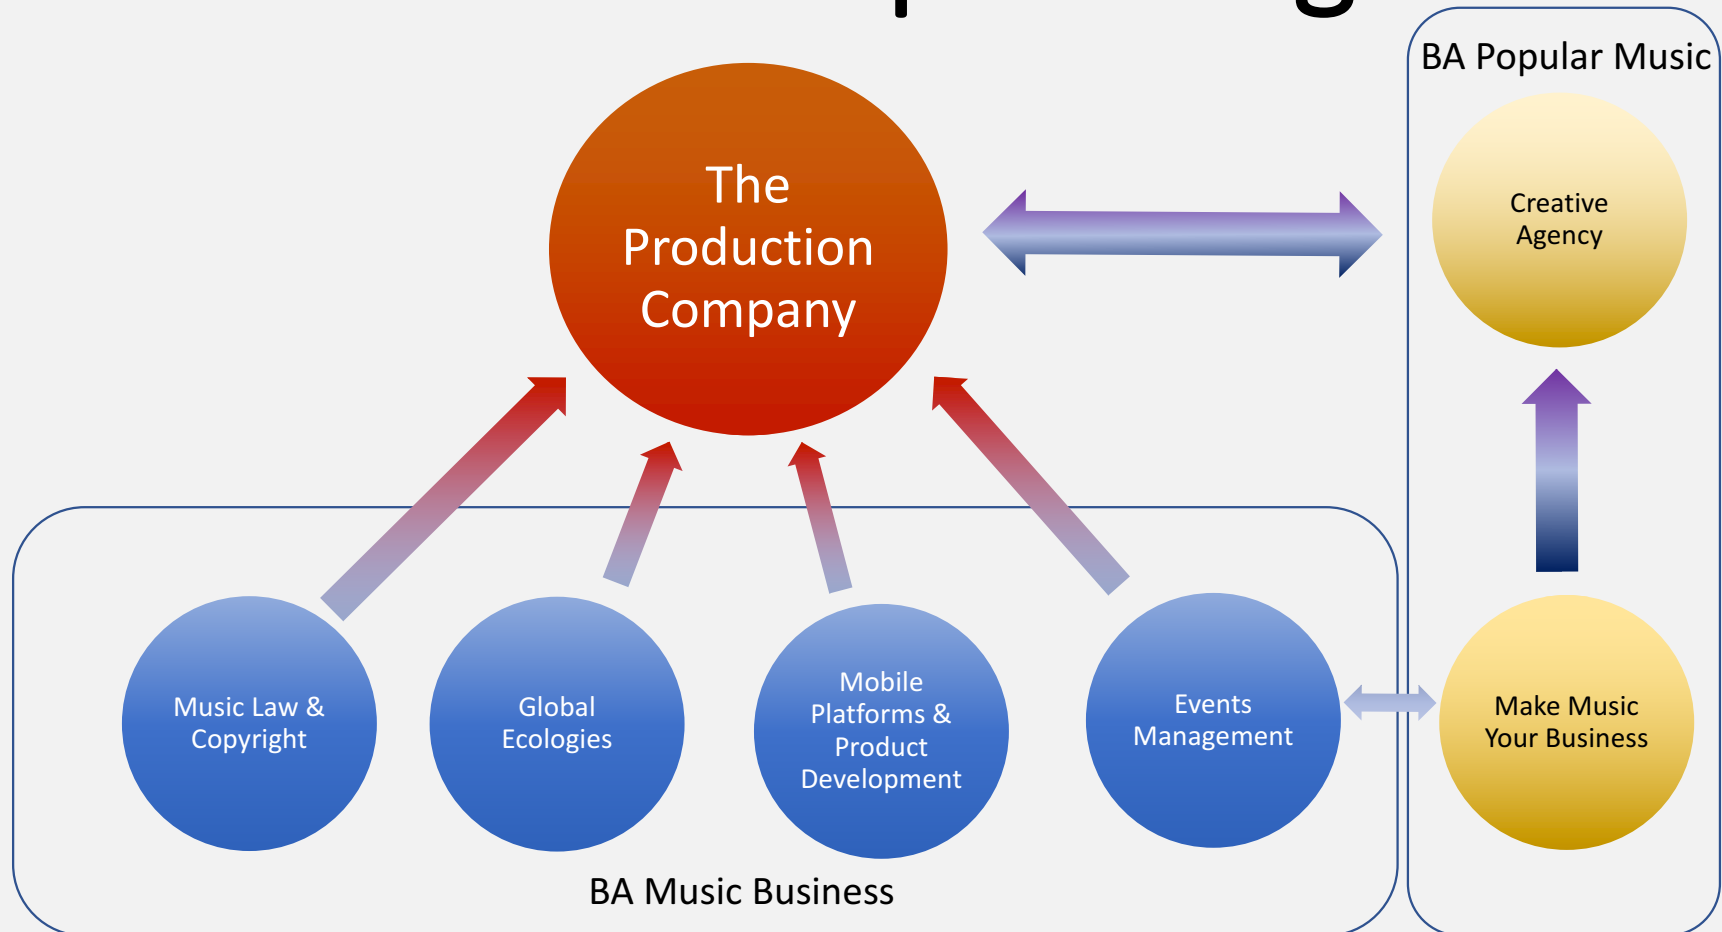 BA Popular Music
The
Production
Company
Creative
Agency
Music Law &
Copyright
Global
Ecologies
Mobile
Platforms &
Product
Development
Events
Management
Make Music
Your Business
BA Music Business